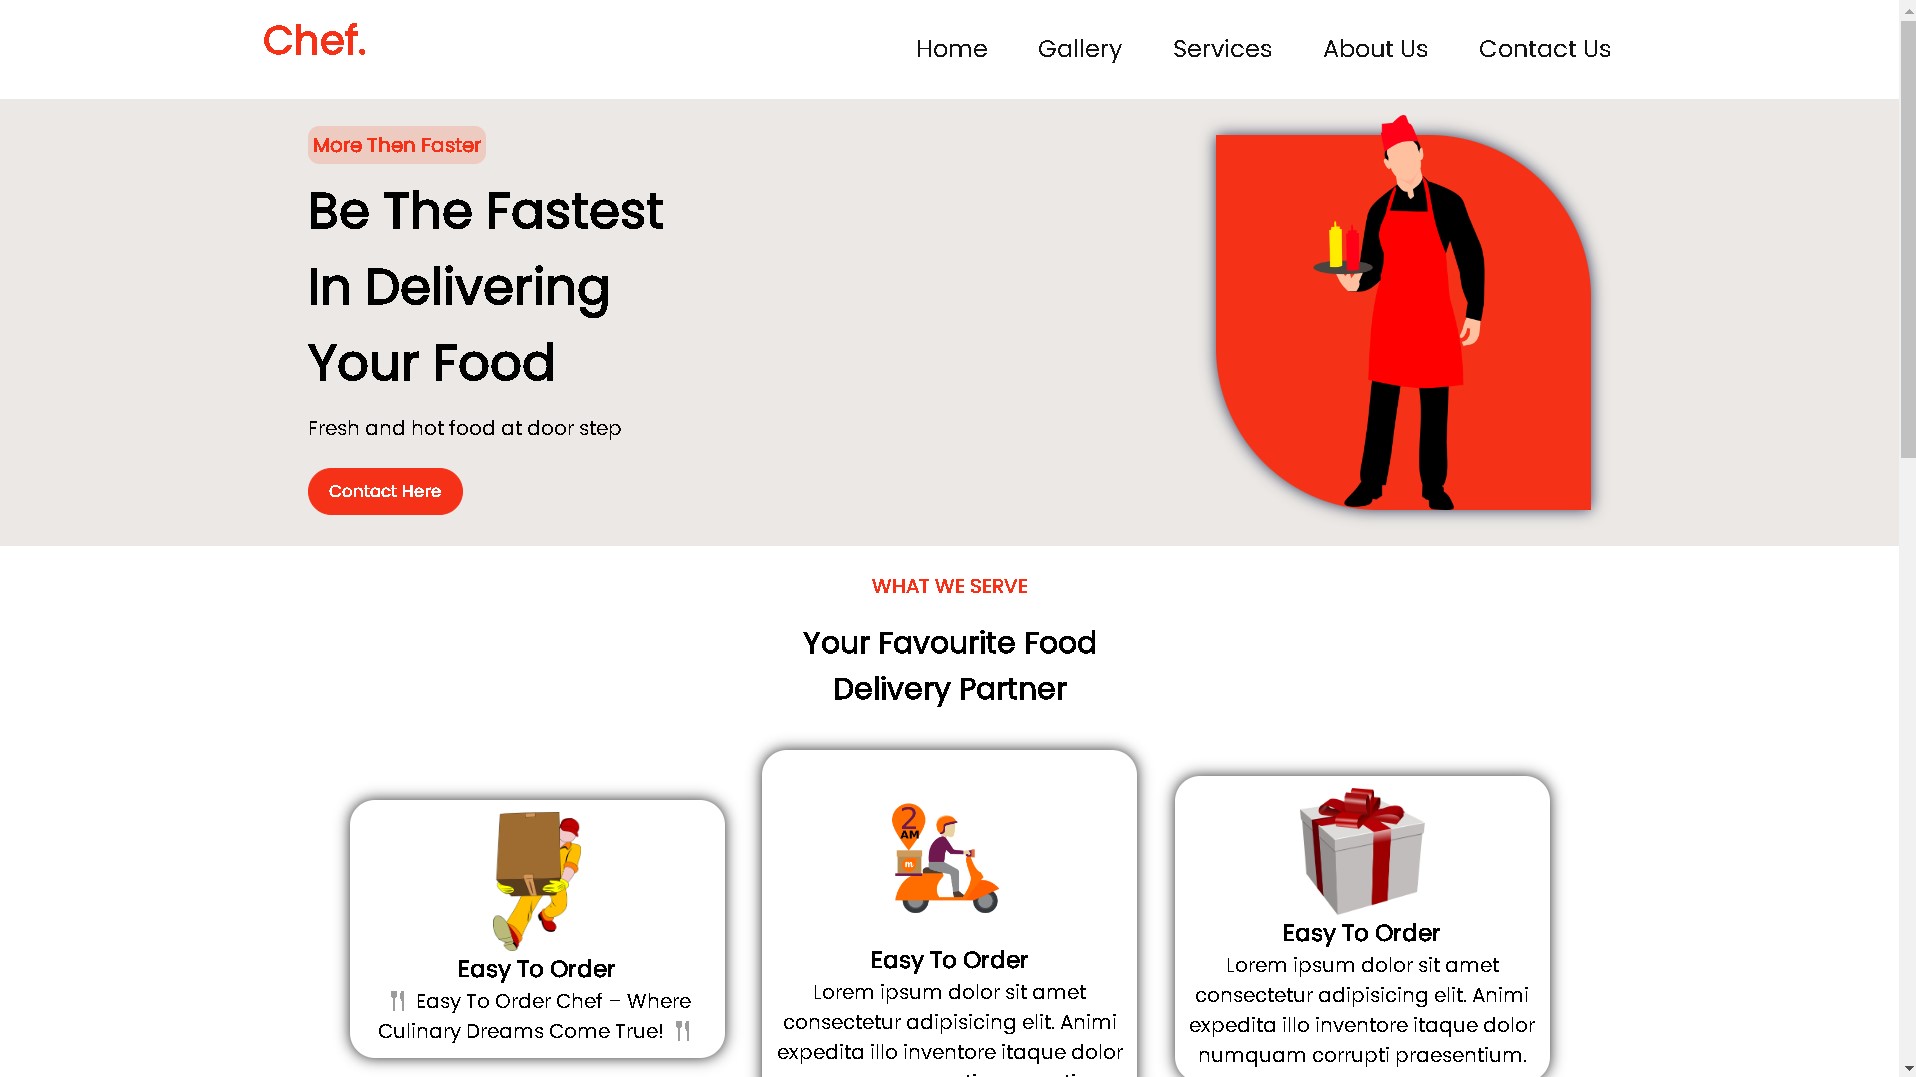 Chef.
Home
Gallery
Services
About Us
Contact Us
More Then Faster
Be The Fastest
In Delivering
Your Food
Fresh and hot food at door step
Contact Here
WHAT WE SERVE
Your Favourite Food
Delivery Partner
Easy To Order
🍴 Easy To Order Chef – Where
Culinary Dreams Come True! 🍴
2
AM
m
Easy To Order
Lorem ipsum dolor sit amet
consectetur adipisicing elit. Animi
expedita illo inventore itaque dolor
Easy To Order
Lorem ipsum dolor sit amet
consectetur adipisicing elit. Animi
expedita illo inventore itaque dolor
numquam corrupti praesentium.